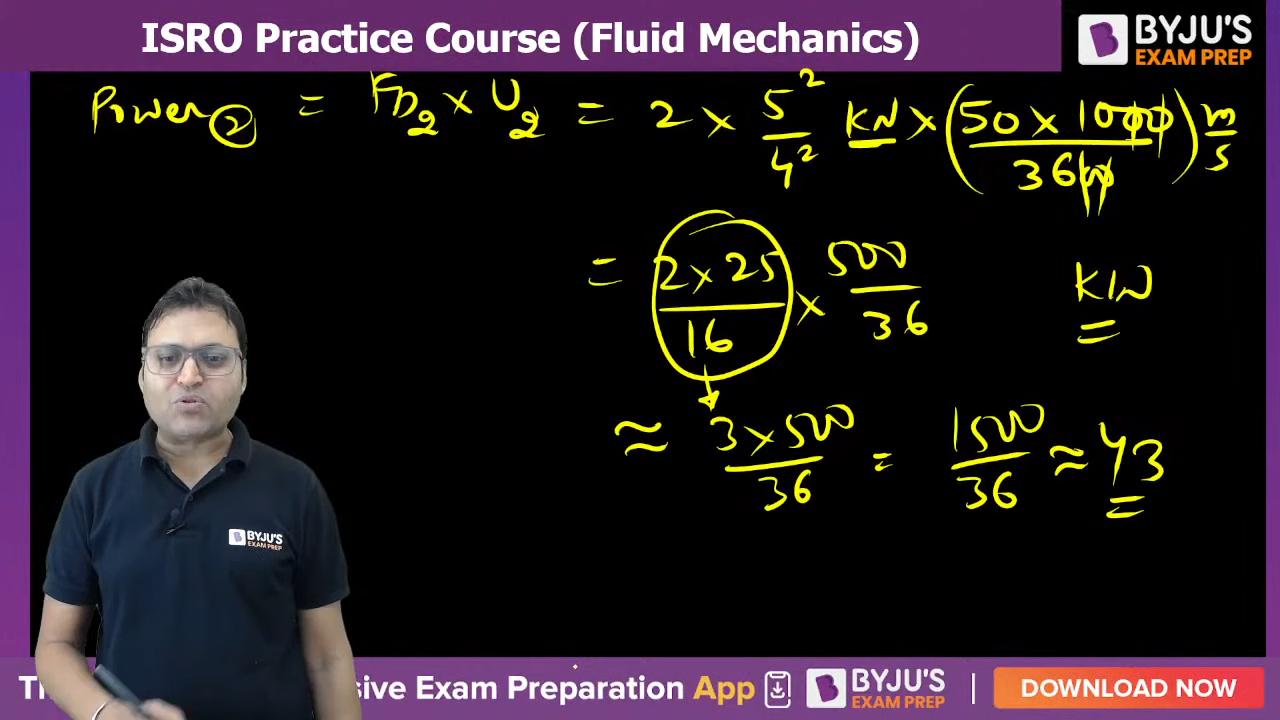 ISRO Practice Course (Fluid Mechanics)
BYJU'S
EXAM PREP
Power② = FD₂ × U₂ = 2 × 5²/4² KN × (50 × 1000/3600) m/s
= 2 × 25/16 × 500/36 KW
≈ 3 × 500/36 = 1500/36 ≈ 43
BYJU'S
EXAM PREP
Exam Preparation App BYJU'S EXAM PREP | DOWNLOAD NOW